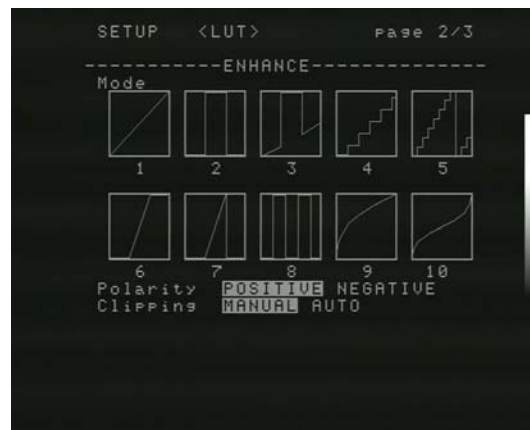 SETUP <LUT> page 2/3
----------ENHANCE---------------
Mode
1 2 3 4 5
6 7 8 9 10
Polarity POSITIVE NEGATIVE
Clipping MANUAL AUTO